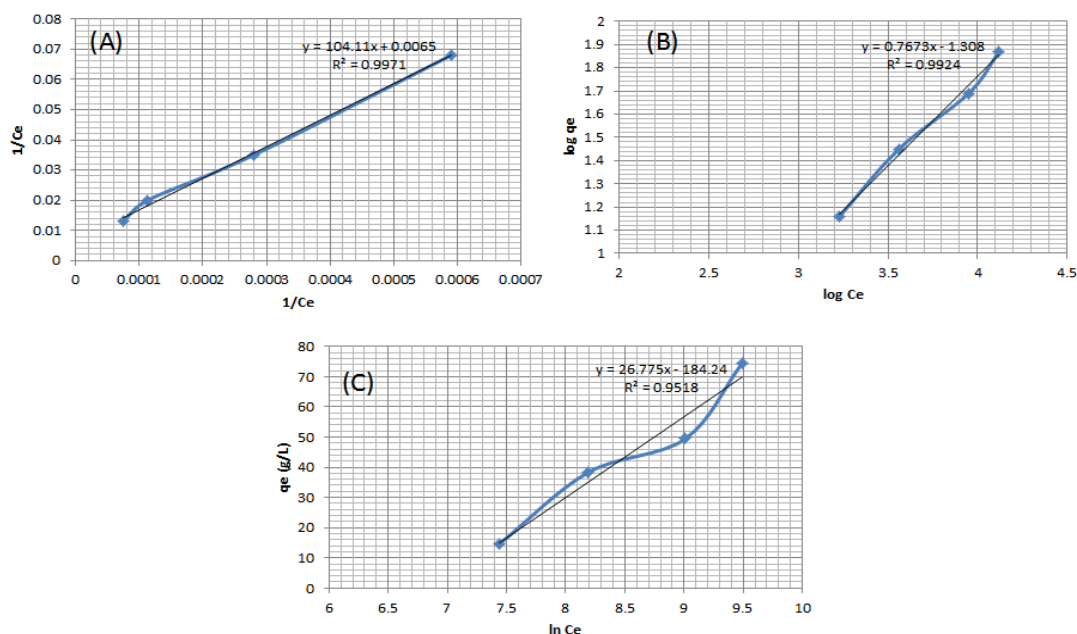 (A)
y = 104.11x + 0.0065
R² = 0.9971
1/Ce
0.08
0.07
0.06
0.05
0.04
0.03
0.02
0.01
0
0 0.0001 0.0002 0.0003 0.0004 0.0005 0.0006 0.0007
1/Ce
(B)
y = 0.7673x - 1.308
R² = 0.9924
log qe
2
1.9
1.8
1.7
1.6
1.5
1.4
1.3
1.2
1.1
1
2 2.5 3 3.5 4 4.5
log Ce
(C)
y = 26.775x - 184.24
R² = 0.9518
qe (g/L)
80
70
60
50
40
30
20
10
0
6 6.5 7 7.5 8 8.5 9 9.5 10
ln Ce